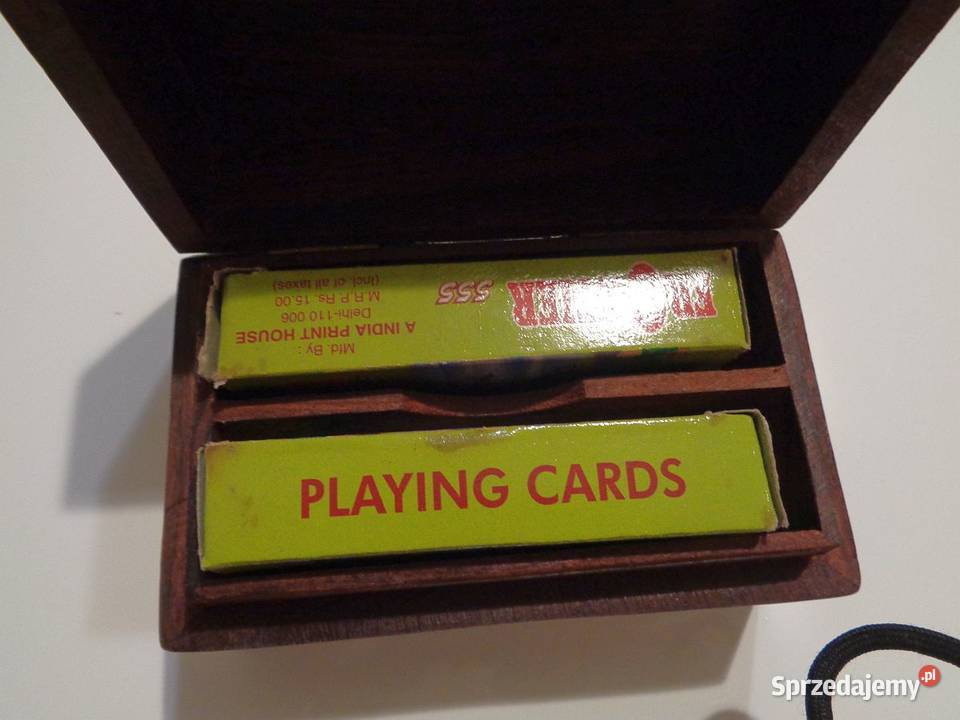 Mfd. By :
A INDIA PRINT HOUSE
Delhi-110 006
M.R.P.Rs. 15.00
(Incl. of all taxes)
555
PLAYING CARDS
Sprzedajemy.pl